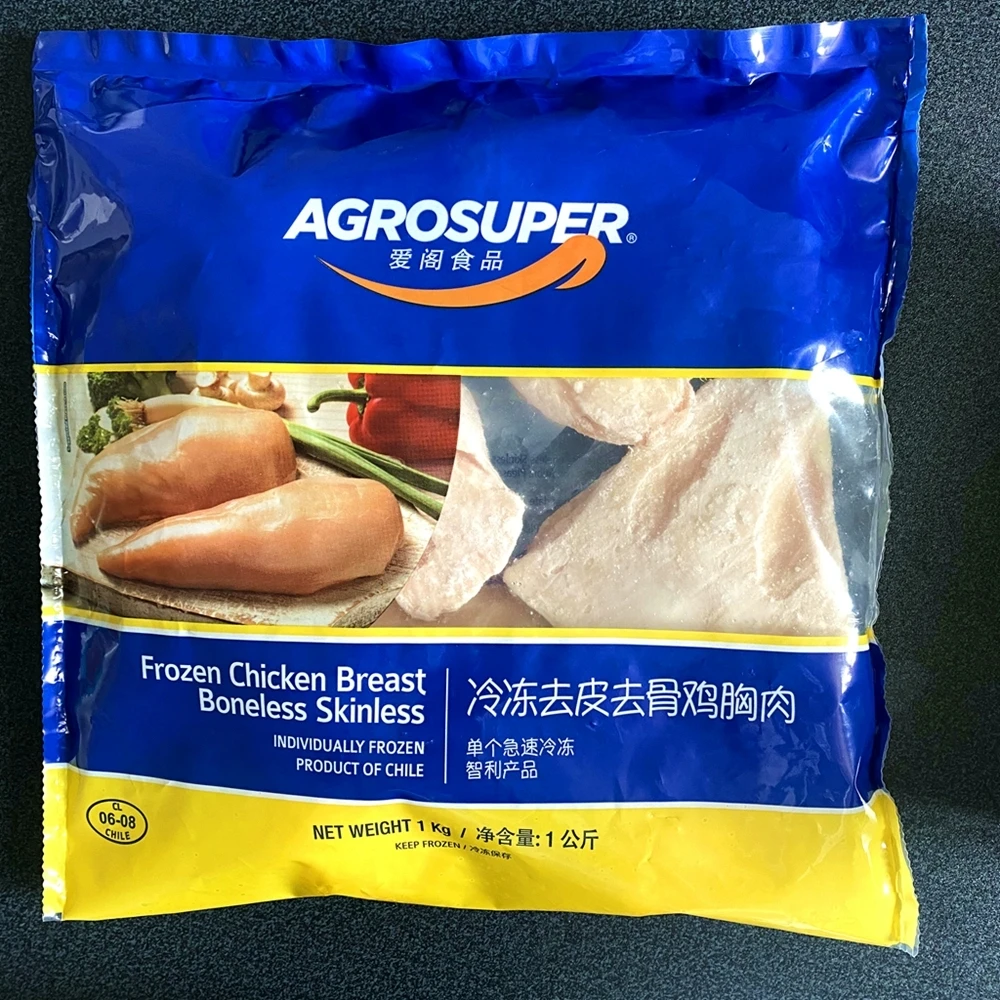 AGROSUPER®
爱阁食品
Frozen Chicken Breast
Boneless Skinless
INDIVIDUALLY FROZEN
PRODUCT OF CHILE
冷冻去皮去骨鸡胸肉
单个急速冷冻
智利产品
CL
06-08
CHILE
NET WEIGHT 1 Kg / 净含量: 1 公斤
KEEP FROZEN / 冷冻保存